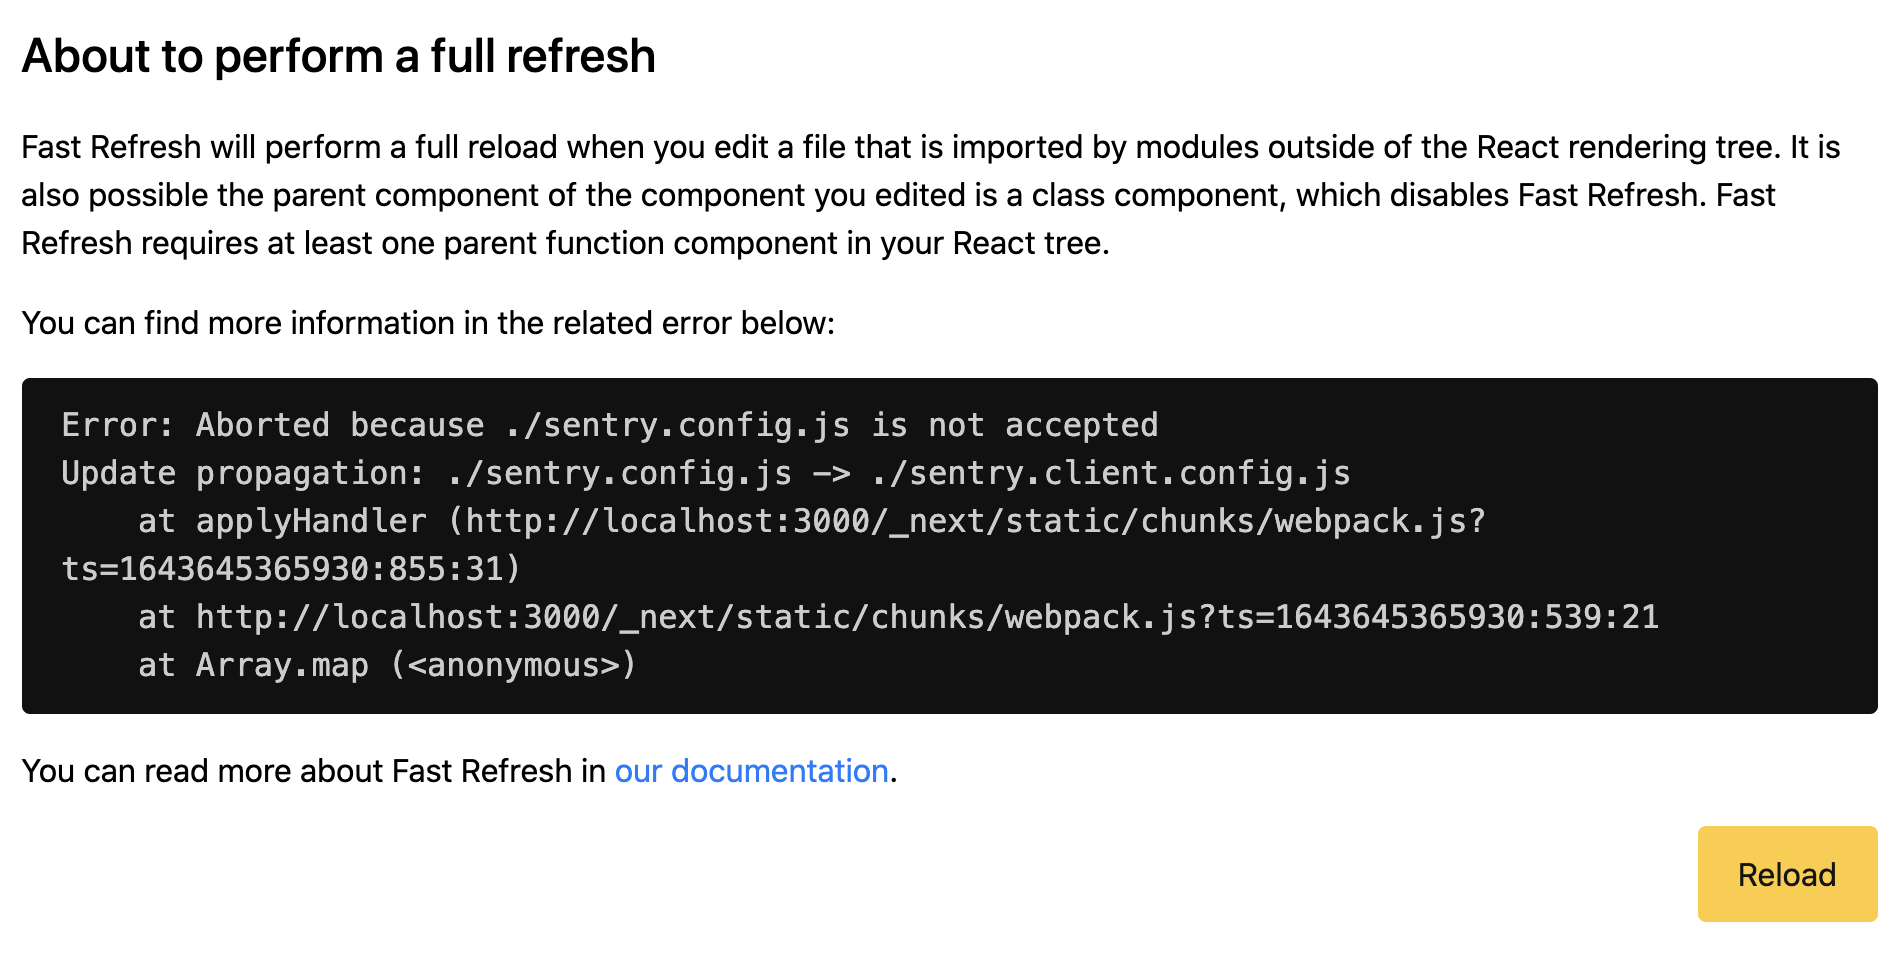 About to perform a full refresh
Fast Refresh will perform a full reload when you edit a file that is imported by modules outside of the React rendering tree. It is
also possible the parent component of the component you edited is a class component, which disables Fast Refresh. Fast
Refresh requires at least one parent function component in your React tree.
You can find more information in the related error below:
Error: Aborted because ./sentry.config.js is not accepted
Update propagation: ./sentry.config.js -> ./sentry.client.config.js
    at applyHandler (http://localhost:3000/_next/static/chunks/webpack.js?
ts=1643645365930:855:31)
    at http://localhost:3000/_next/static/chunks/webpack.js?ts=1643645365930:539:21
    at Array.map (<anonymous>)
You can read more about Fast Refresh in our documentation.
Reload